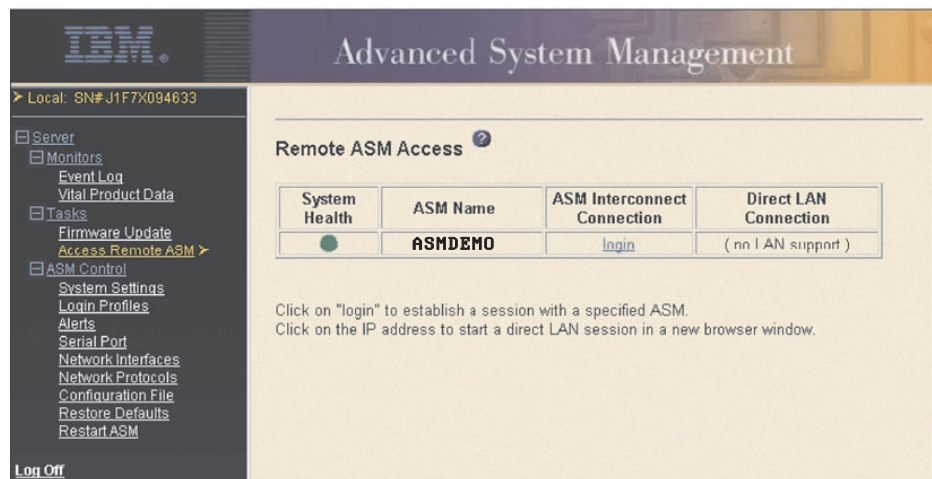 IBM.
Advanced System Management
Local: SN# J1F7X094633
Server
Monitors
Event Log
Vital Product Data
Tasks
Firmware Update
Access Remote ASM
ASM Control
System Settings
Login Profiles
Alerts
Serial Port
Network Interfaces
Network Protocols
Configuration File
Restore Defaults
Restart ASM
Log Off
Remote ASM Access ?
System Health ASM Name ASM Interconnect Connection Direct LAN Connection
ASMDEMO login ( no LAN support )
Click on "login" to establish a session with a specified ASM.
Click on the IP address to start a direct LAN session in a new browser window.